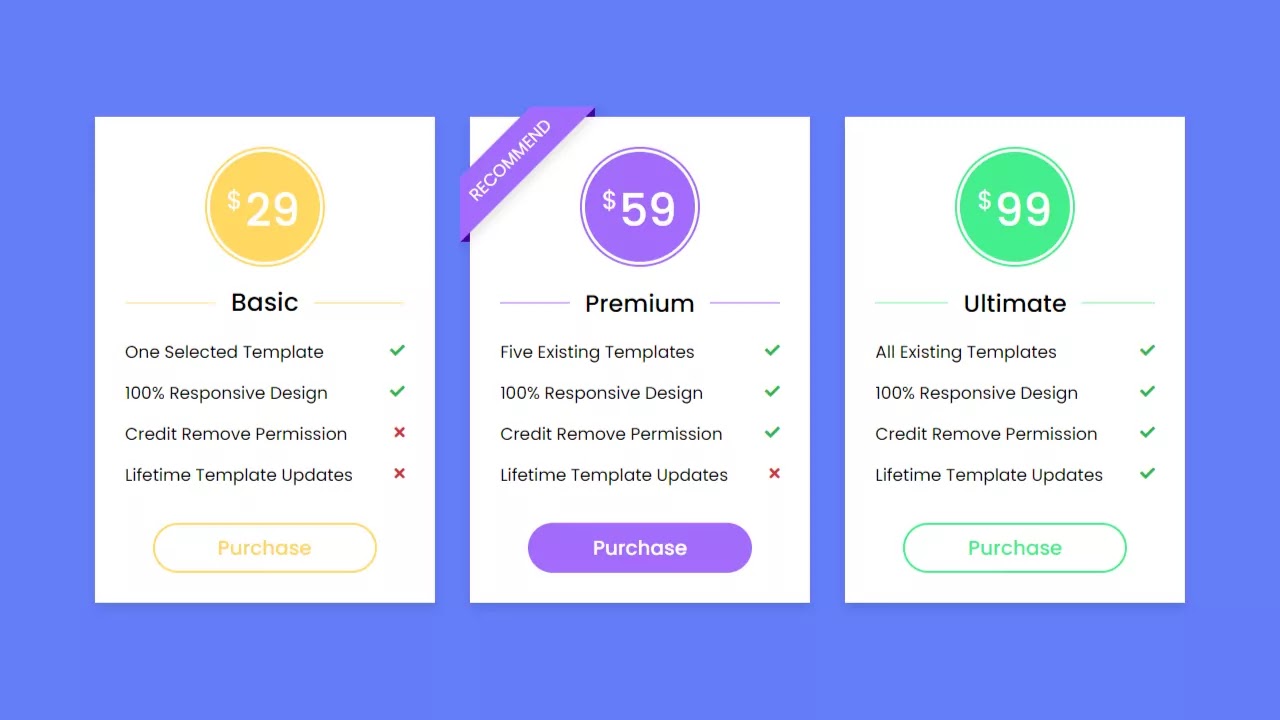 $29
Basic
One Selected Template
100% Responsive Design
Credit Remove Permission
Lifetime Template Updates
Purchase
RECOMMEND
$59
Premium
Five Existing Templates
100% Responsive Design
Credit Remove Permission
Lifetime Template Updates
Purchase
$99
Ultimate
All Existing Templates
100% Responsive Design
Credit Remove Permission
Lifetime Template Updates
Purchase